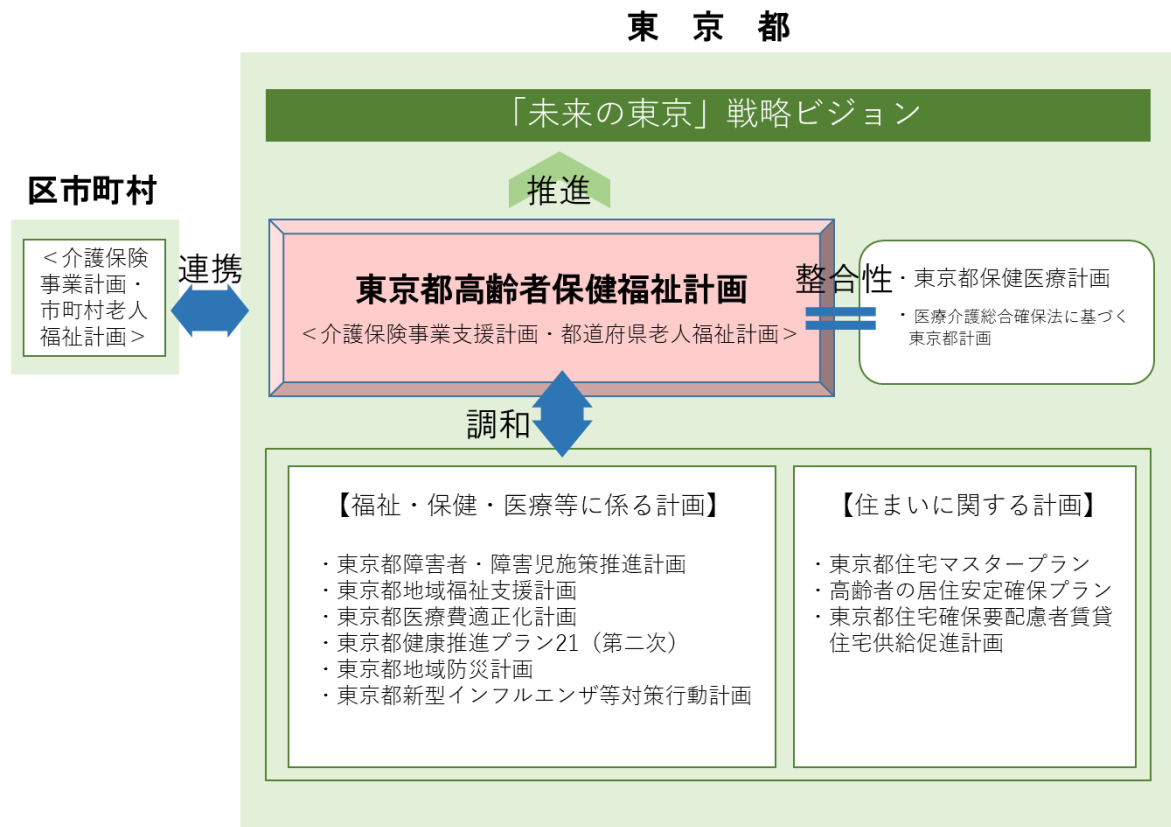 東 京 都
「未来の東京」戦略ビジョン
推進
区市町村
＜介護保険
事業計画・
市町村老人
福祉計画＞
連携
東京都高齢者保健福祉計画
＜介護保険事業支援計画・都道府県老人福祉計画＞
整合性
・東京都保健医療計画
・医療介護総合確保法に基づく
東京都計画
調和
【福祉・保健・医療等に係る計画】
・東京都障害者・障害児施策推進計画
・東京都地域福祉支援計画
・東京都医療費適正化計画
・東京都健康推進プラン21（第二次）
・東京都地域防災計画
・東京都新型インフルエンザ等対策行動計画
【住まいに関する計画】
・東京都住宅マスタープラン
・高齢者の居住安定確保プラン
・東京都住宅確保要配慮者賃貸
住宅供給促進計画